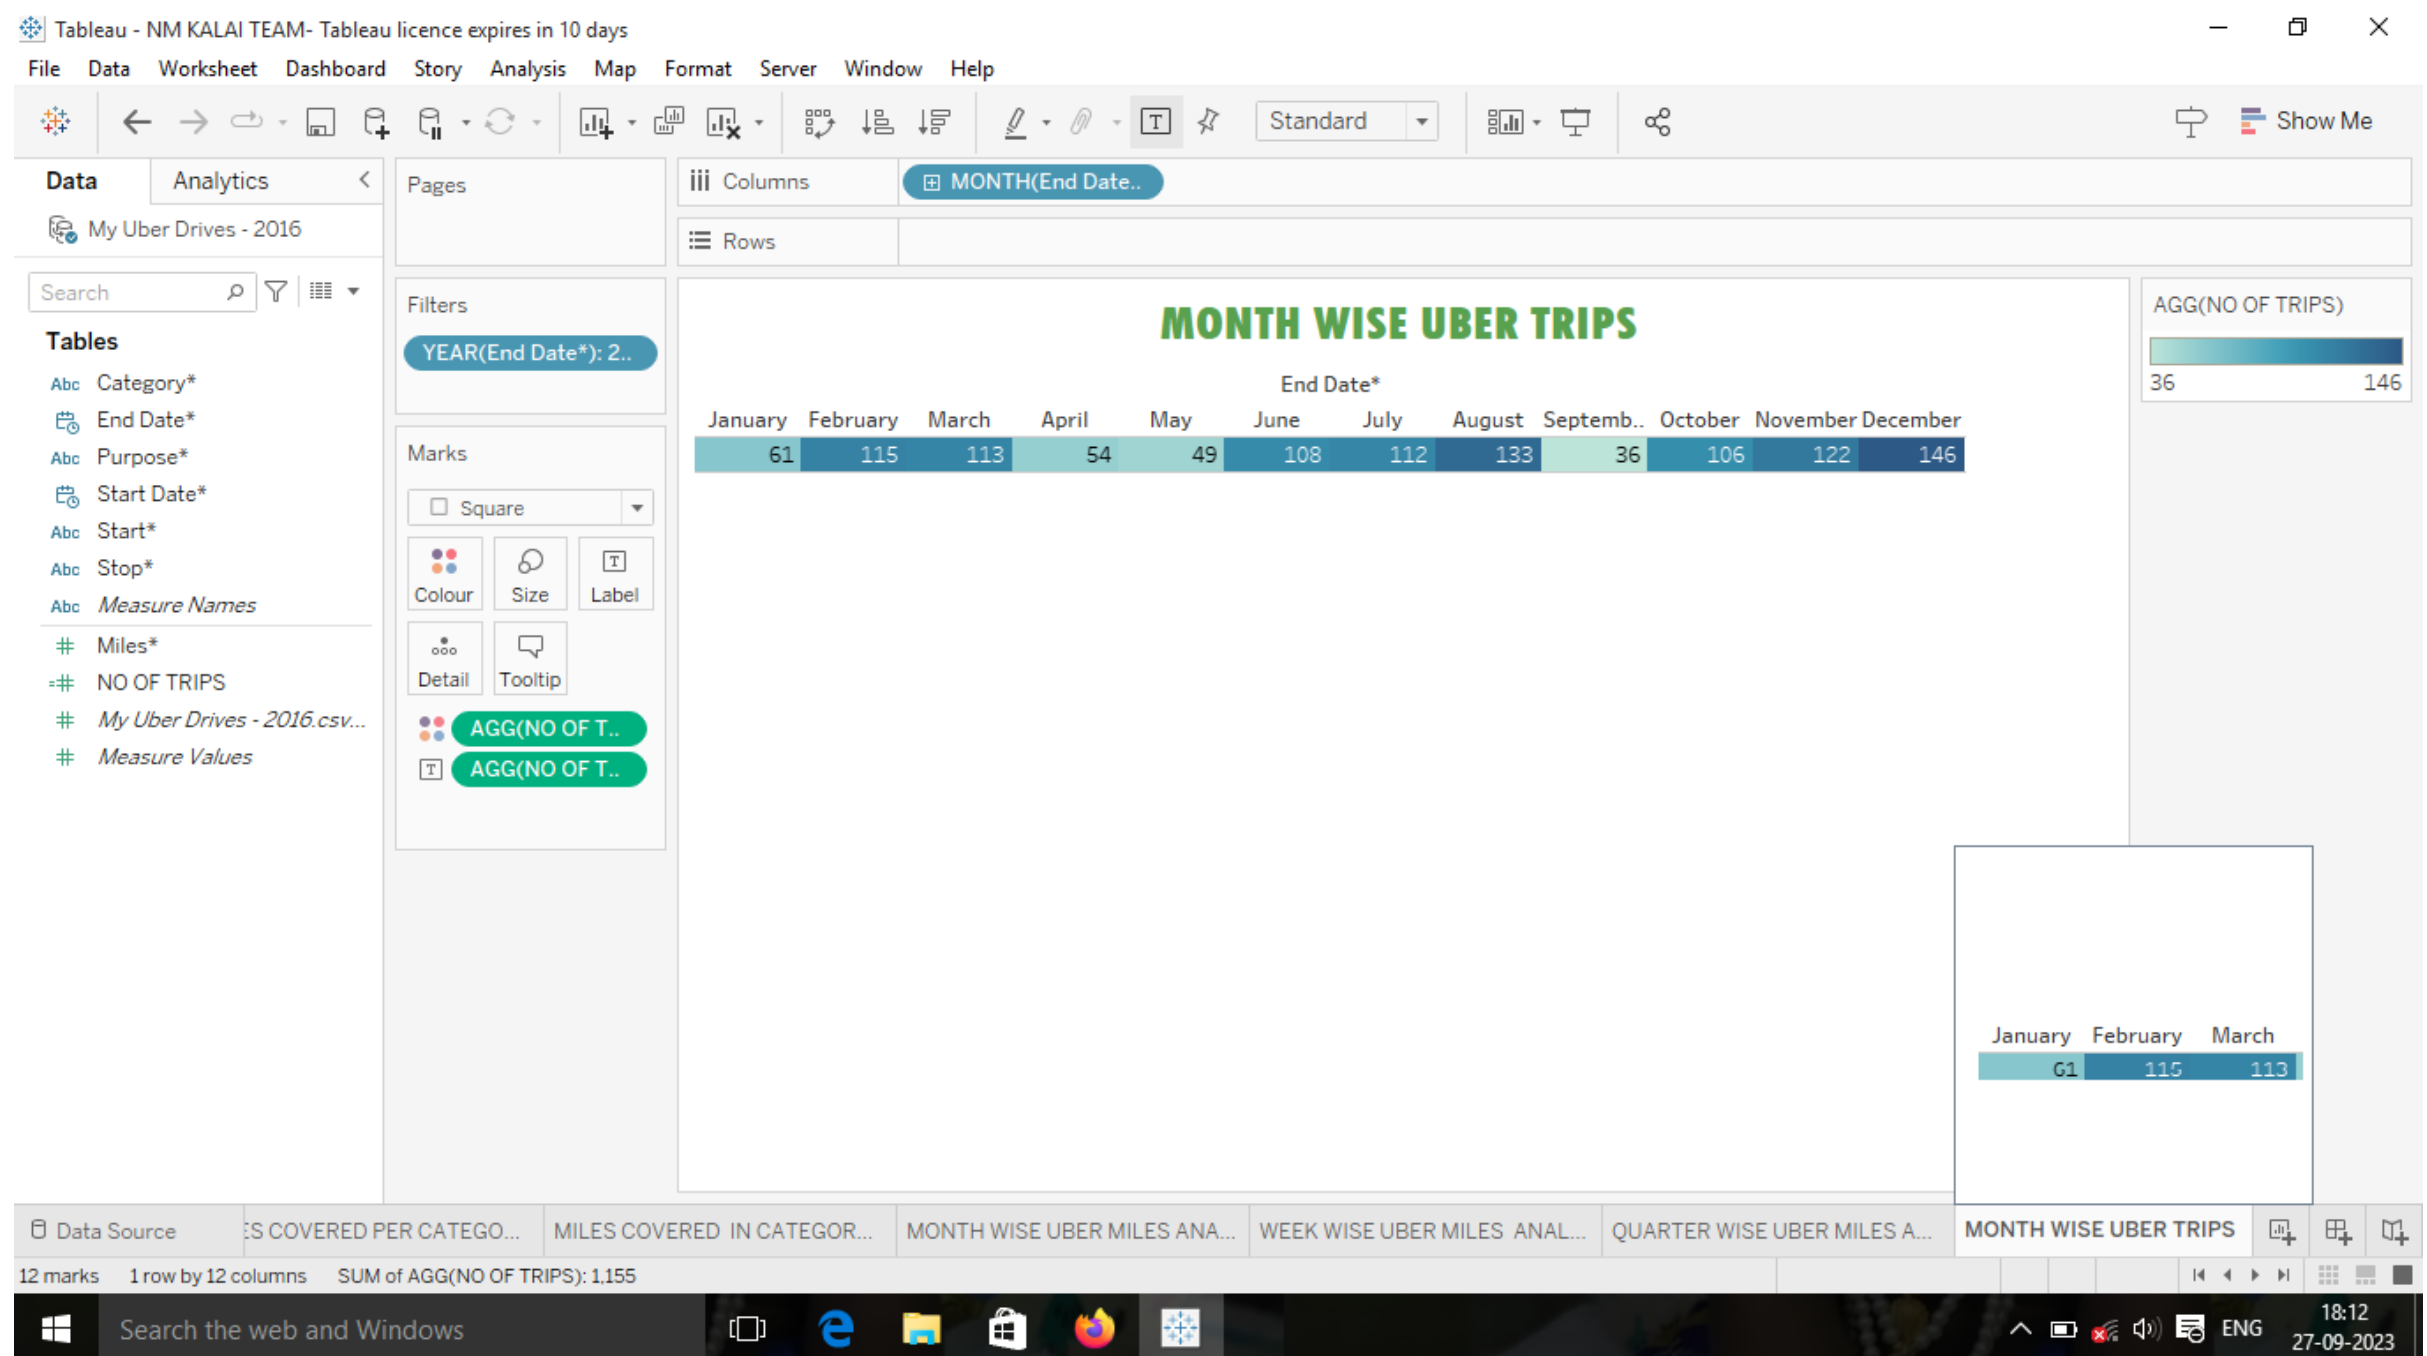 Tableau - NM KALAI TEAM- Tableau licence expires in 10 days
File Data Worksheet Dashboard Story Analysis Map Format Server Window Help
Standard
Show Me
Data Analytics
My Uber Drives - 2016
Search
Tables
Abc Category*
End Date*
Abc Purpose*
Start Date*
Abc Start*
Abc Stop*
Abc Measure Names
# Miles*
=# NO OF TRIPS
# My Uber Drives - 2016.csv...
# Measure Values
Pages
Filters
YEAR(End Date*): 2..
Marks
Square
Colour Size Label
Detail Tooltip
AGG(NO OF T..
AGG(NO OF T..
Columns MONTH(End Date..
Rows
MONTH WISE UBER TRIPS
End Date*
January February March April May June July August Septemb.. October November December
61 115 113 54 49 108 112 133 36 106 122 146
AGG(NO OF TRIPS)
36 146
January February March
61 115 113
Data Source ES COVERED PER CATEGO... MILES COVERED IN CATEGOR... MONTH WISE UBER MILES ANA... WEEK WISE UBER MILES ANAL... QUARTER WISE UBER MILES A... MONTH WISE UBER TRIPS
12 marks 1 row by 12 columns SUM of AGG(NO OF TRIPS): 1,155
Search the web and Windows
ENG
18:12
27-09-2023